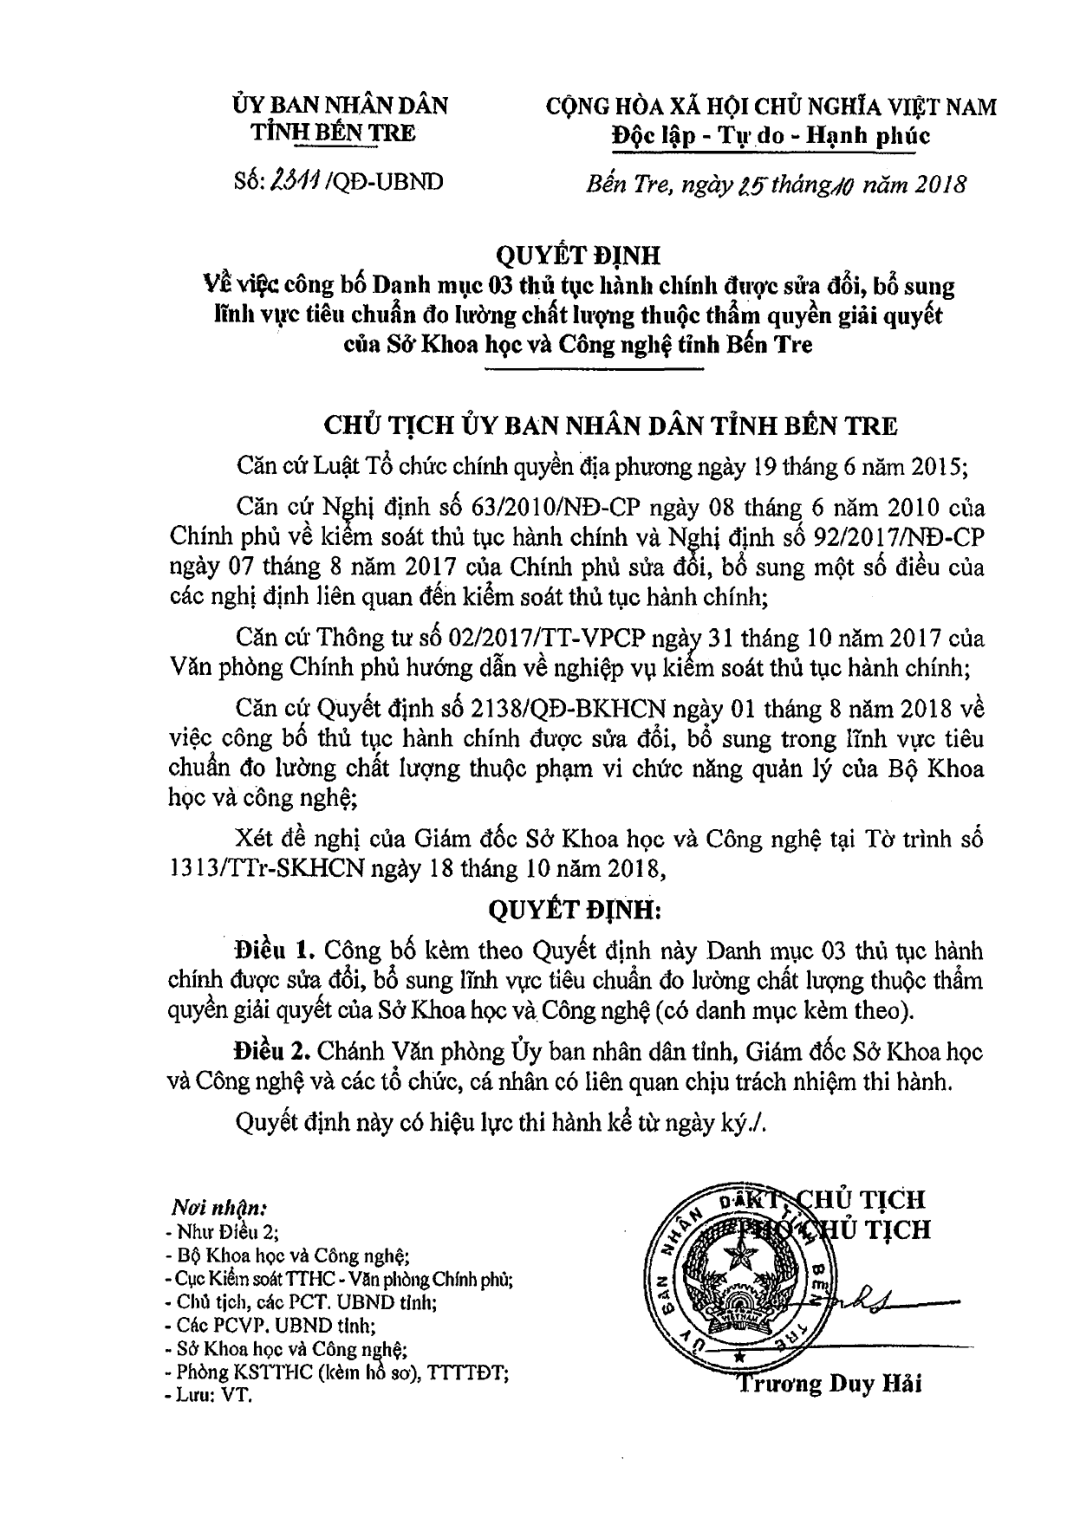 ỦY BAN NHÂN DÂN
TỈNH BẾN TRE
Số: 2311/QĐ-UBND
CỘNG HÒA XÃ HỘI CHỦ NGHĨA VIỆT NAM
Độc lập - Tự do - Hạnh phúc
Bến Tre, ngày 25 tháng 10 năm 2018
QUYẾT ĐỊNH
Về việc công bố Danh mục 03 thủ tục hành chính được sửa đổi, bổ sung
lĩnh vực tiêu chuẩn đo lường chất lượng thuộc thẩm quyền giải quyết
của Sở Khoa học và Công nghệ tỉnh Bến Tre
CHỦ TỊCH ỦY BAN NHÂN DÂN TỈNH BẾN TRE
Căn cứ Luật Tổ chức chính quyền địa phương ngày 19 tháng 6 năm 2015;
Căn cứ Nghị định số 63/2010/NĐ-CP ngày 08 tháng 6 năm 2010 của
Chính phủ về kiểm soát thủ tục hành chính và Nghị định số 92/2017/NĐ-CP
ngày 07 tháng 8 năm 2017 của Chính phủ sửa đổi, bổ sung một số điều của
các nghị định liên quan đến kiểm soát thủ tục hành chính;
Căn cứ Thông tư số 02/2017/TT-VPCP ngày 31 tháng 10 năm 2017 của
Văn phòng Chính phủ hướng dẫn về nghiệp vụ kiểm soát thủ tục hành chính;
Căn cứ Quyết định số 2138/QĐ-BKHCN ngày 01 tháng 8 năm 2018 về
việc công bố thủ tục hành chính được sửa đổi, bổ sung trong lĩnh vực tiêu
chuẩn đo lường chất lượng thuộc phạm vi chức năng quản lý của Bộ Khoa
học và công nghệ;
Xét đề nghị của Giám đốc Sở Khoa học và Công nghệ tại Tờ trình số
1313/TTr-SKHCN ngày 18 tháng 10 năm 2018,
QUYẾT ĐỊNH:
Điều 1. Công bố kèm theo Quyết định này Danh mục 03 thủ tục hành
chính được sửa đổi, bổ sung lĩnh vực tiêu chuẩn đo lường chất lượng thuộc thẩm
quyền giải quyết của Sở Khoa học và Công nghệ (có danh mục kèm theo).
Điều 2. Chánh Văn phòng Ủy ban nhân dân tỉnh, Giám đốc Sở Khoa học
và Công nghệ và các tổ chức, cá nhân có liên quan chịu trách nhiệm thi hành.
Quyết định này có hiệu lực thi hành kể từ ngày ký./.
Nơi nhận:
- Như Điều 2;
- Bộ Khoa học và Công nghệ;
- Cục Kiểm soát TTHC - Văn phòng Chính phủ;
- Chủ tịch, các PCT. UBND tỉnh;
- Các PCVP. UBND tỉnh;
- Sở Khoa học và Công nghệ;
- Phòng KSTTHC (kèm hồ sơ), TTTTĐT;
- Lưu: VT.
KT. CHỦ TỊCH
PHÓ CHỦ TỊCH
ỦY BAN NHÂN DÂN TỈNH BẾN TRE
VIỆT NAM
Trương Duy Hải